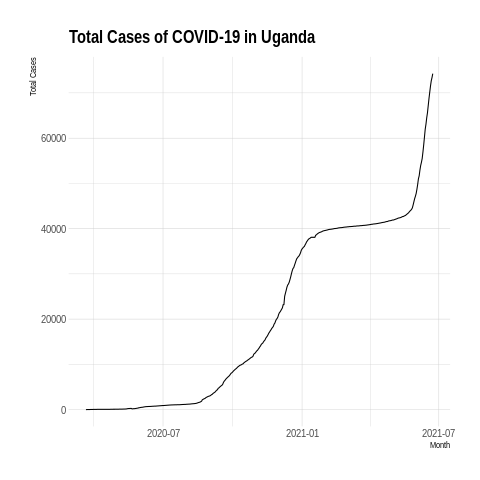 Total Cases of COVID-19 in Uganda
Total Cases
60000
40000
20000
0
2020-07 2021-01 2021-07
Month